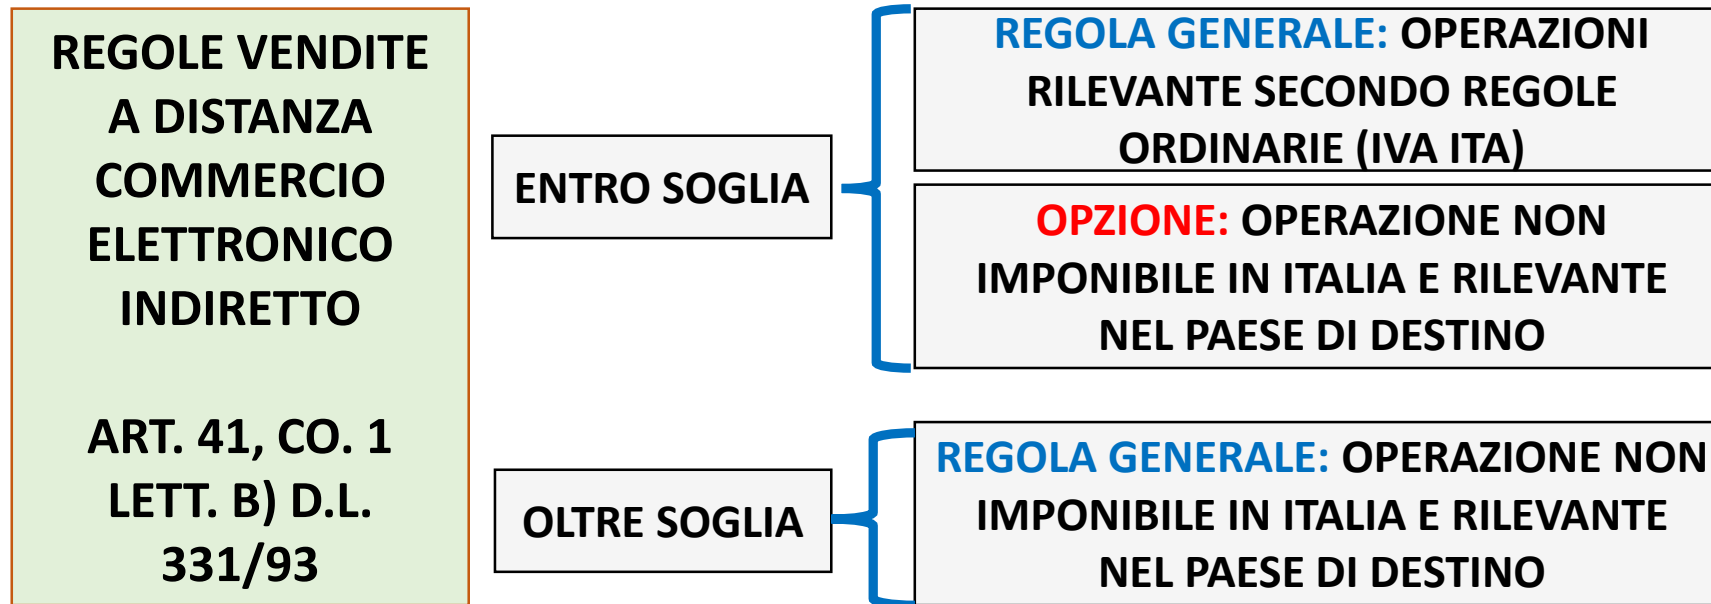 REGOLE VENDITE
A DISTANZA
COMMERCIO
ELETTRONICO
INDIRETTO
ART. 41, CO. 1
LETT. B) D.L.
331/93
ENTRO SOGLIA
REGOLA GENERALE: OPERAZIONI
RILEVANTE SECONDO REGOLE
ORDINARIE (IVA ITA)
OPZIONE: OPERAZIONE NON
IMPONIBILE IN ITALIA E RILEVANTE
NEL PAESE DI DESTINO
OLTRE SOGLIA
REGOLA GENERALE: OPERAZIONE NON
IMPONIBILE IN ITALIA E RILEVANTE
NEL PAESE DI DESTINO